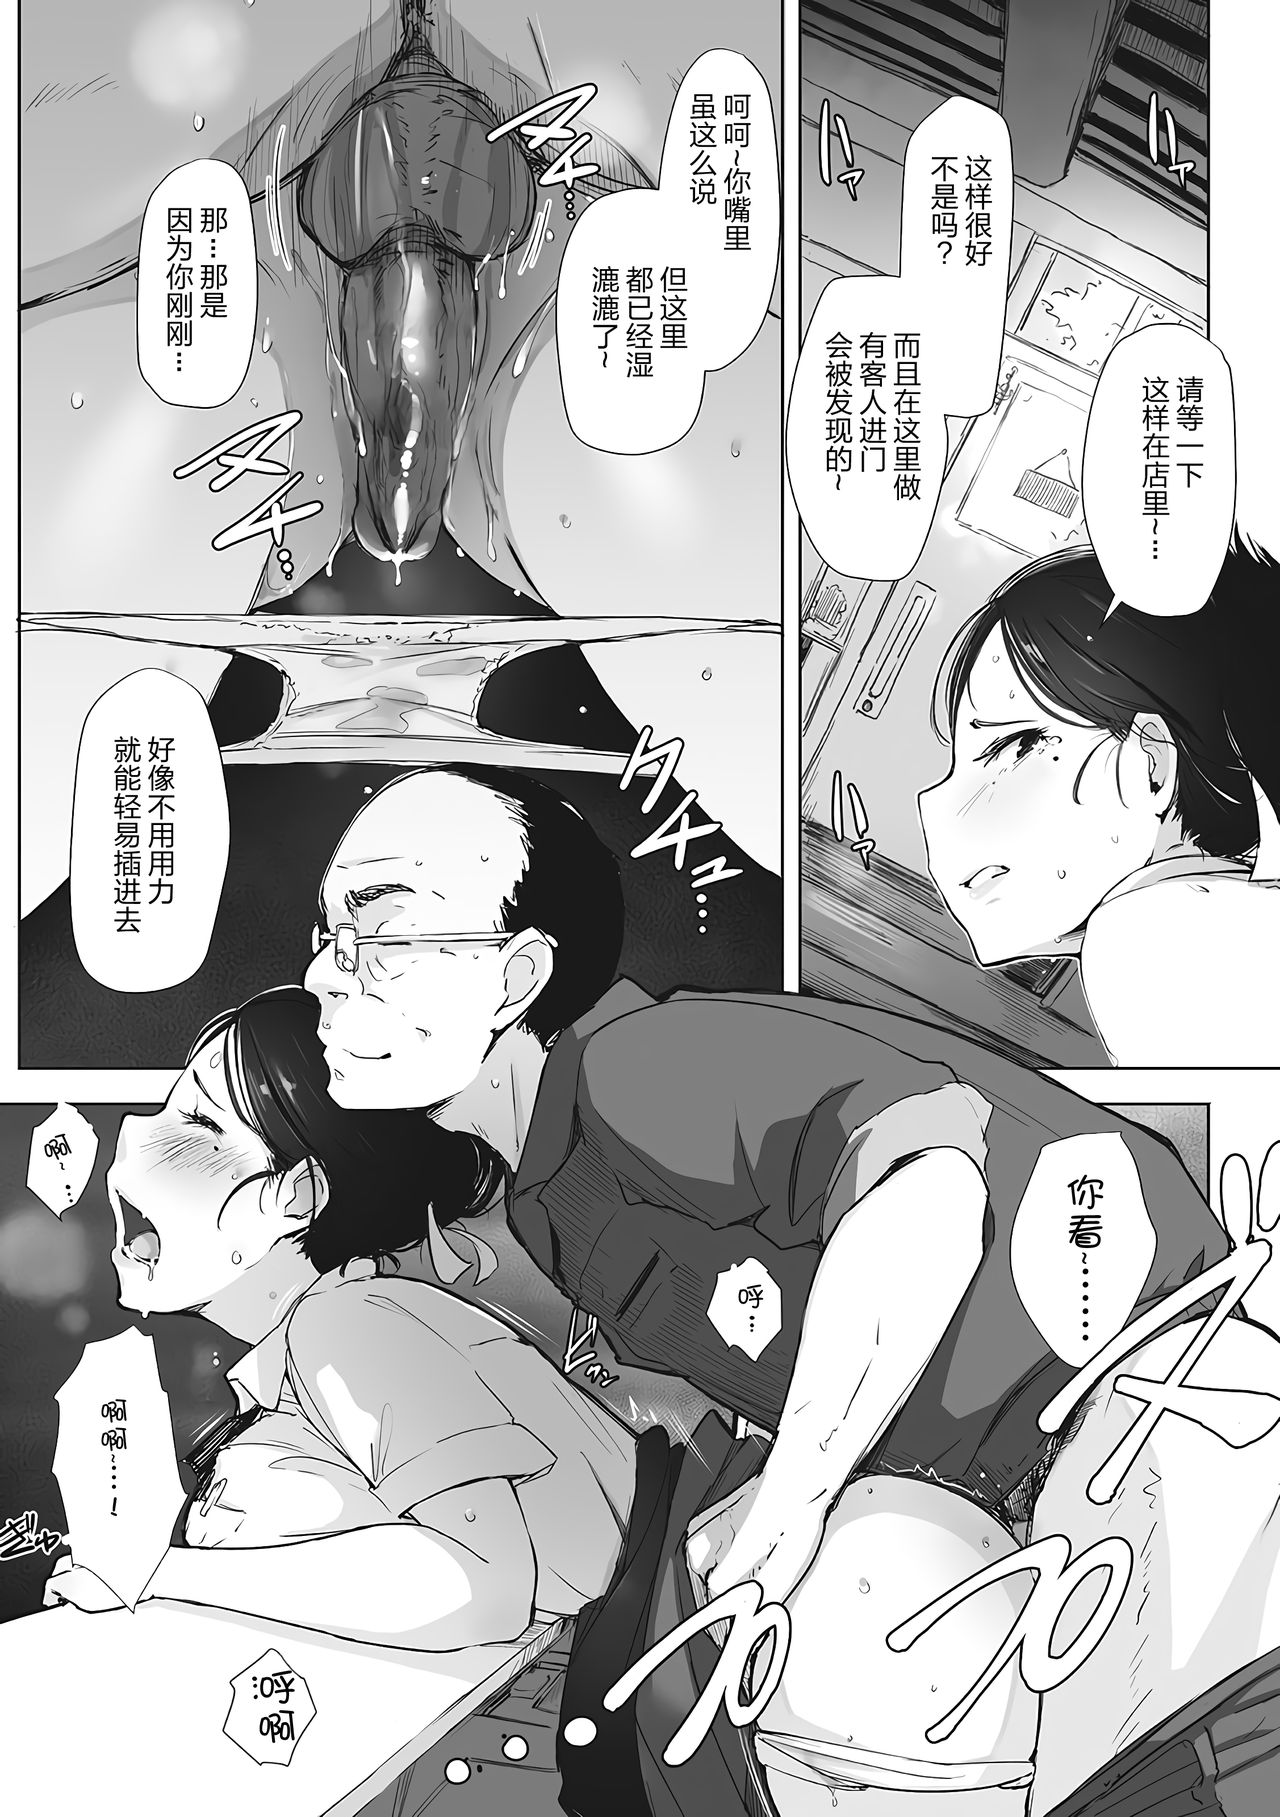 请等一下
这样在店里~…
这样很好
不是吗？
而且在这里做
有客人进门
会被发现的~
呵呵~你嘴里
虽这么说
但这里
都已经湿
漉漉了~
那…那是
因为你刚刚…
好像不用用力
就能轻易插进去
你看~……
呼…
啊~…
啊
啊~……！
…呼
啊